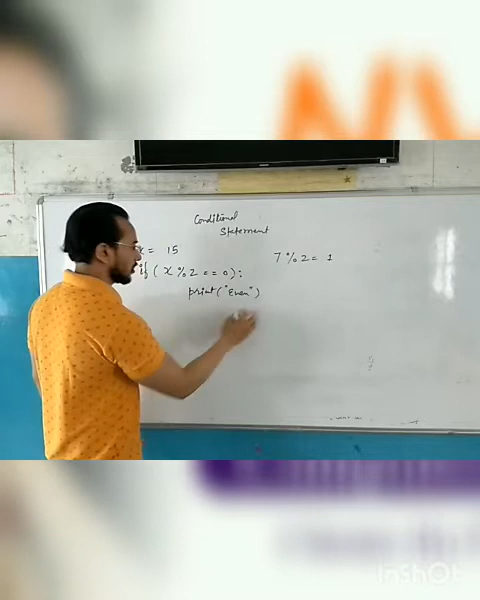 Conditional
Statement
x = 15
if ( x % 2 == 0 ):
print("Even")
7 % 2 = 1
InShOt